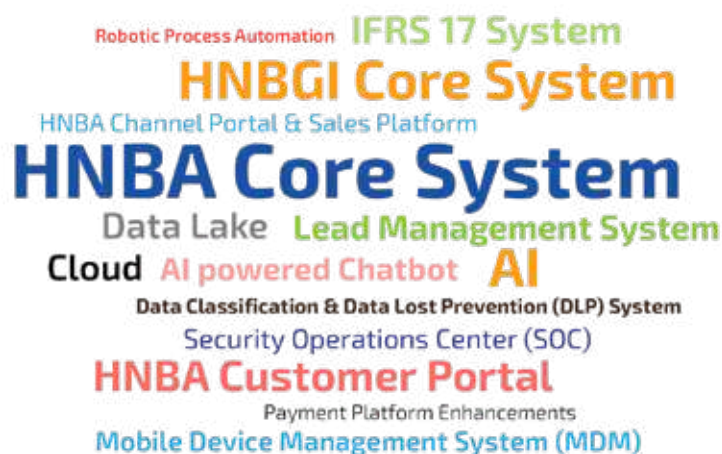 Robotic Process Automation IFRS 17 System
HNBGI Core System
HNBA Channel Portal & Sales Platform
HNBA Core System
Data Lake Lead Management System
Cloud AI powered Chatbot AI
Data Classification & Data Lost Prevention (DLP) System
Security Operations Center (SOC)
HNBA Customer Portal
Payment Platform Enhancements
Mobile Device Management System (MDM)